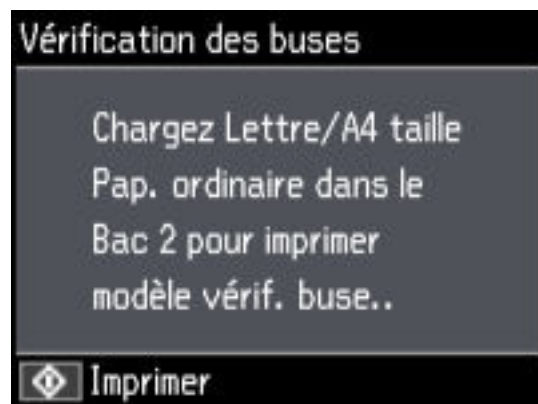 Vérification des buses
Chargez Lettre/A4 taille
Pap. ordinaire dans le
Bac 2 pour imprimer
modèle vérif. buse..
Imprimer